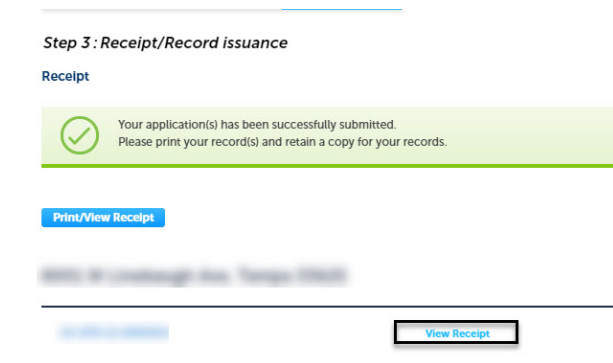 Step 3 : Receipt/Record issuance
Receipt
Your application(s) has been successfully submitted.
Please print your record(s) and retain a copy for your records.
Print/View Receipt
View Receipt